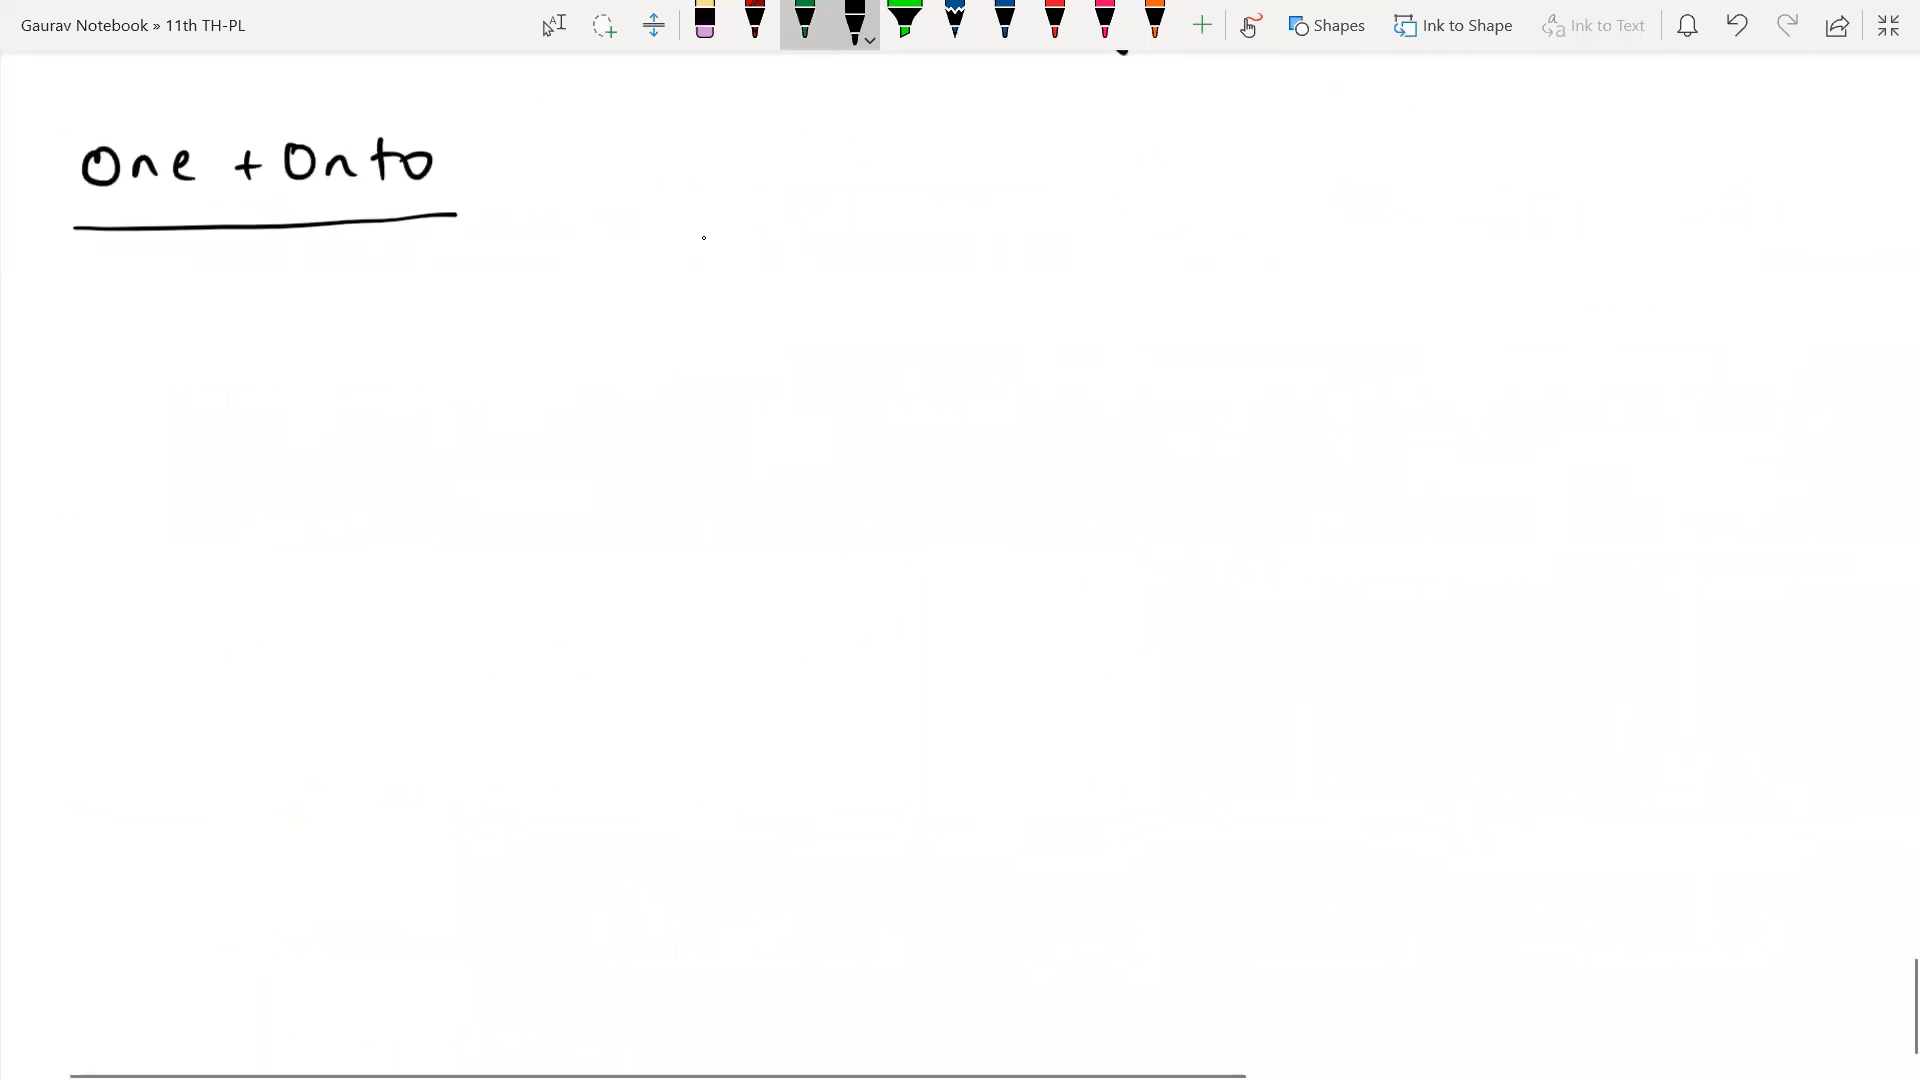 Gaurav Notebook » 11th TH-PL
Shapes
Ink to Shape
Ink to Text
One + Onto